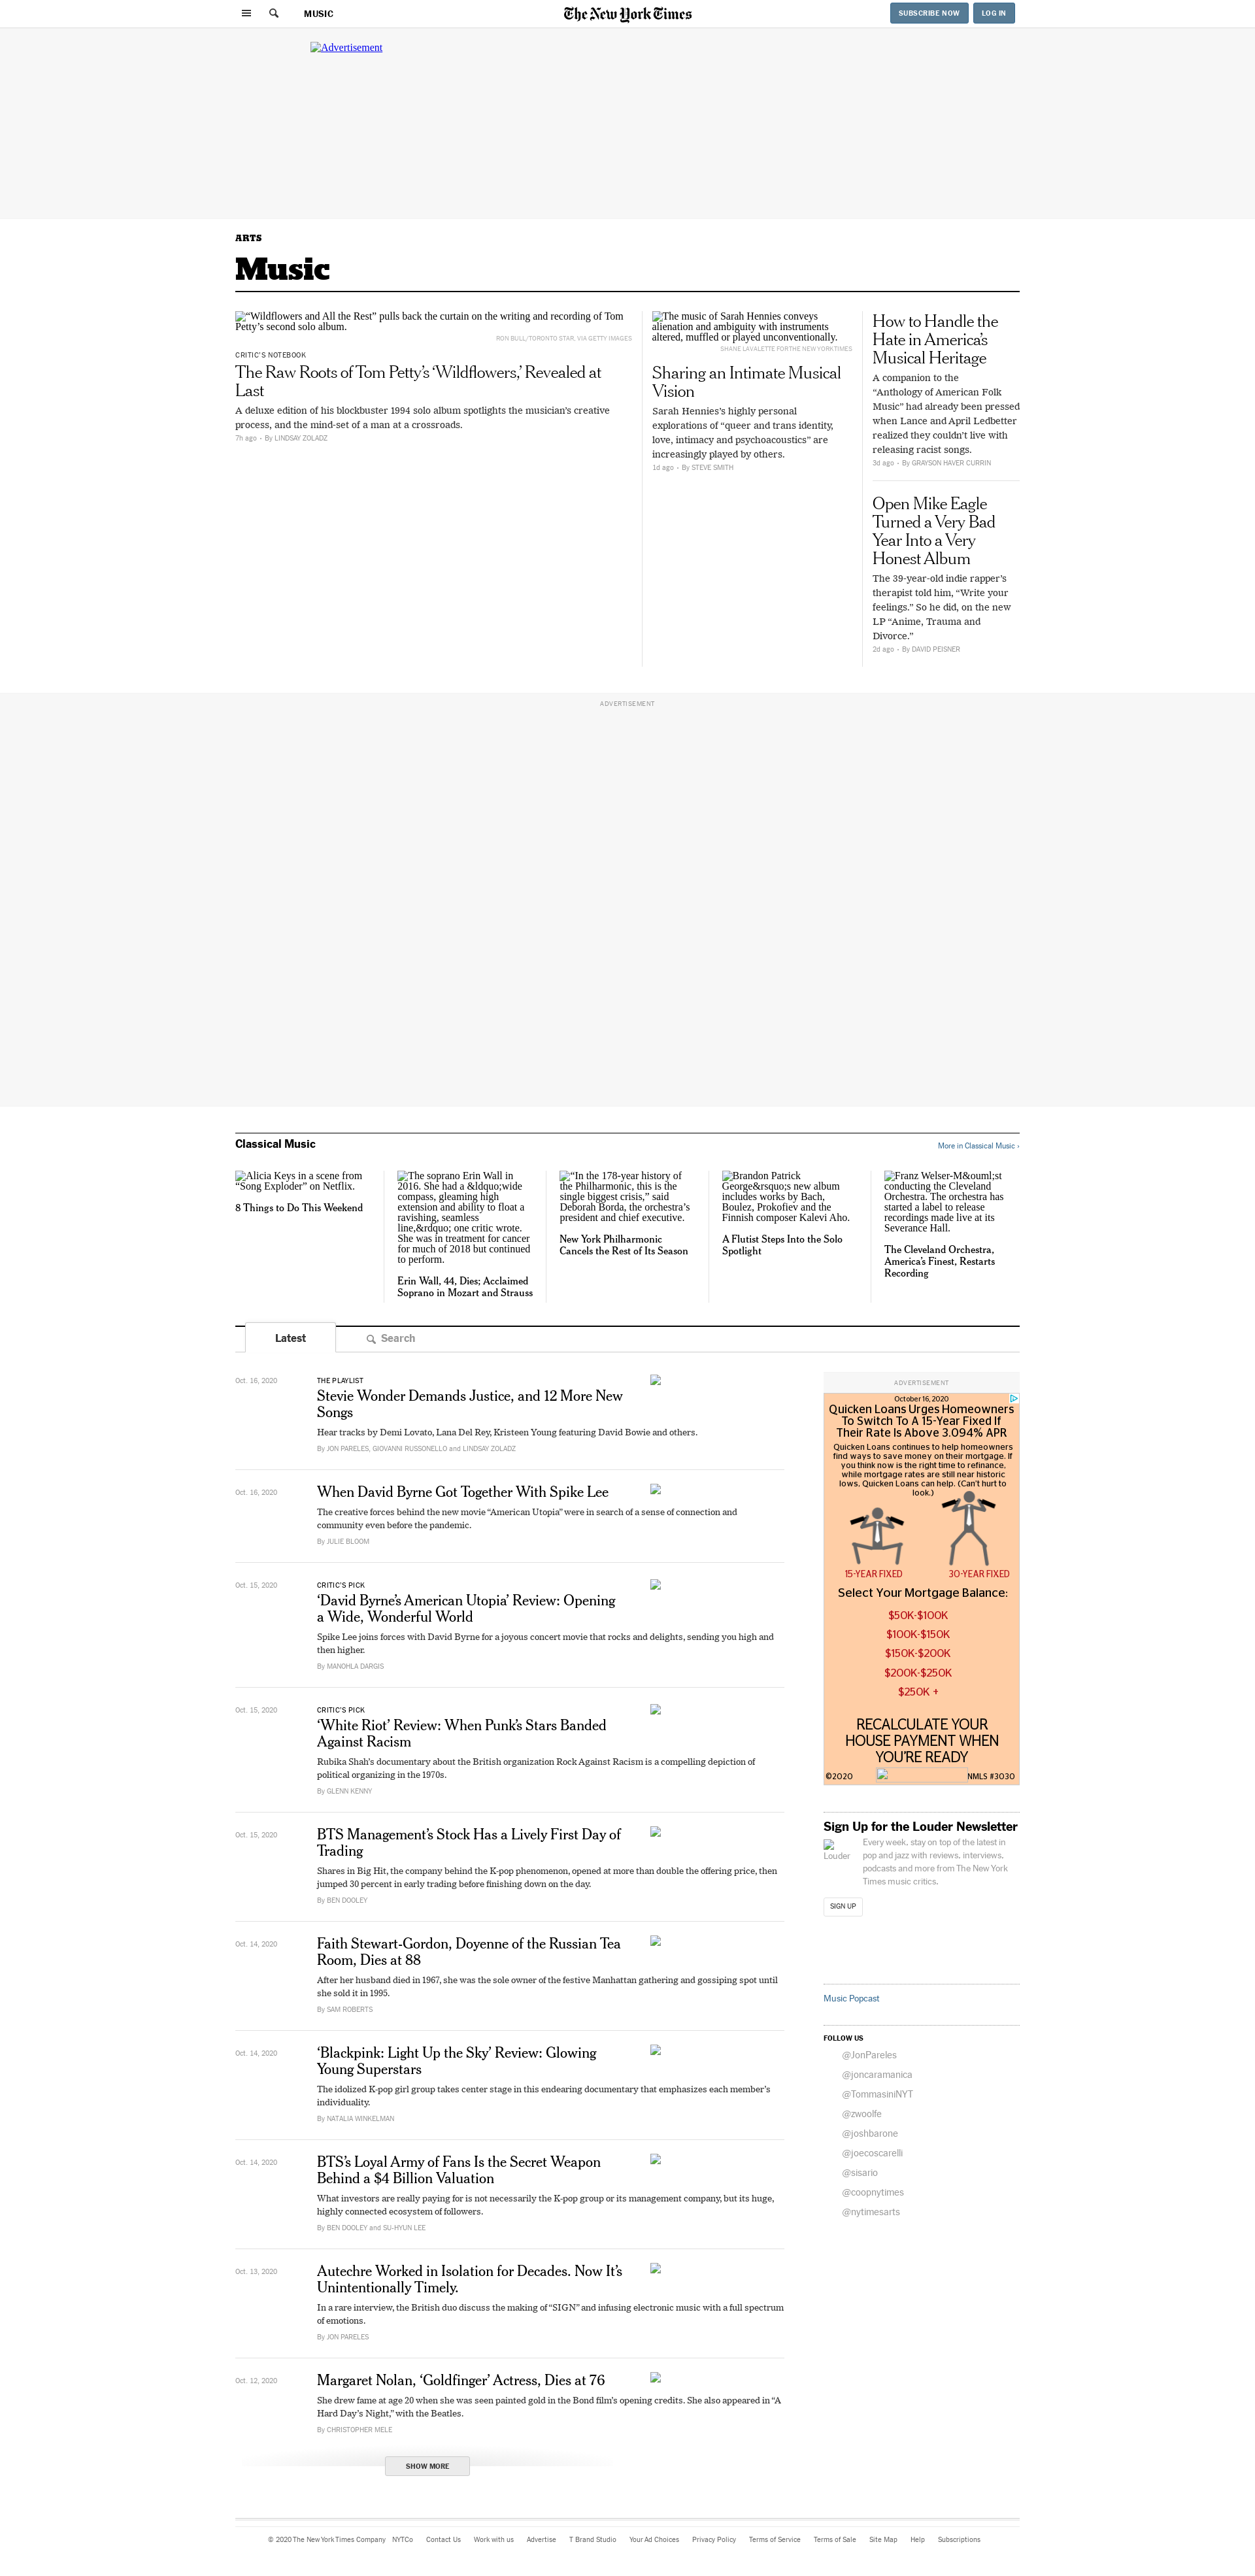 MUSIC
The New York Times
SUBSCRIBE NOW
LOG IN
Advertisement
ARTS
Music
“Wildflowers and All the Rest” pulls back the curtain on the writing and recording of Tom
Petty’s second solo album.
RON BULL/TORONTO STAR, VIA GETTY IMAGES
CRITIC’S NOTEBOOK
The Raw Roots of Tom Petty’s ‘Wildflowers,’ Revealed at
Last
A deluxe edition of his blockbuster 1994 solo album spotlights the musician’s creative
process, and the mind-set of a man at a crossroads.
7h ago • By LINDSAY ZOLADZ
The music of Sarah Hennies conveys
alienation and ambiguity with instruments
altered, muffled or played unconventionally.
SHANE LAVALETTE FOR THE NEW YORK TIMES
Sharing an Intimate Musical
Vision
Sarah Hennies’s highly personal
explorations of “queer and trans identity,
love, intimacy and psychoacoustics” are
increasingly played by others.
1d ago • By STEVE SMITH
How to Handle the
Hate in America’s
Musical Heritage
A companion to the
“Anthology of American Folk
Music” had already been pressed
when Lance and April Ledbetter
realized they couldn’t live with
releasing racist songs.
3d ago • By GRAYSON HAVER CURRIN
Open Mike Eagle
Turned a Very Bad
Year Into a Very
Honest Album
The 39-year-old indie rapper’s
therapist told him, “Write your
feelings.” So he did, on the new
LP “Anime, Trauma and
Divorce.”
2d ago • By DAVID PEISNER
ADVERTISEMENT
Classical Music
More in Classical Music ›
Alicia Keys in a scene from
“Song Exploder” on Netflix.
8 Things to Do This Weekend
The soprano Erin Wall in
2016. She had a &ldquo;wide
compass, gleaming high
extension and ability to float a
ravishing, seamless
line,&rdquo; one critic wrote.
She was in treatment for cancer
for much of 2018 but continued
to perform.
Erin Wall, 44, Dies; Acclaimed
Soprano in Mozart and Strauss
“In the 178-year history of
the Philharmonic, this is the
single biggest crisis,” said
Deborah Borda, the orchestra’s
president and chief executive.
New York Philharmonic
Cancels the Rest of Its Season
Brandon Patrick
George&rsquo;s new album
includes works by Bach,
Boulez, Prokofiev and the
Finnish composer Kalevi Aho.
A Flutist Steps Into the Solo
Spotlight
Franz Welser-M&ouml;st
conducting the Cleveland
Orchestra. The orchestra has
started a label to release
recordings made live at its
Severance Hall.
The Cleveland Orchestra,
America’s Finest, Restarts
Recording
Latest
Search
Oct. 16, 2020
THE PLAYLIST
Stevie Wonder Demands Justice, and 12 More New
Songs
Hear tracks by Demi Lovato, Lana Del Rey, Kristeen Young featuring David Bowie and others.
By JON PARELES, GIOVANNI RUSSONELLO and LINDSAY ZOLADZ
Oct. 16, 2020
When David Byrne Got Together With Spike Lee
The creative forces behind the new movie “American Utopia” were in search of a sense of connection and
community even before the pandemic.
By JULIE BLOOM
Oct. 15, 2020
CRITIC’S PICK
‘David Byrne’s American Utopia’ Review: Opening
a Wide, Wonderful World
Spike Lee joins forces with David Byrne for a joyous concert movie that rocks and delights, sending you high and
then higher.
By MANOHLA DARGIS
Oct. 15, 2020
CRITIC’S PICK
‘White Riot’ Review: When Punk’s Stars Banded
Against Racism
Rubika Shah’s documentary about the British organization Rock Against Racism is a compelling depiction of
political organizing in the 1970s.
By GLENN KENNY
Oct. 15, 2020
BTS Management’s Stock Has a Lively First Day of
Trading
Shares in Big Hit, the company behind the K-pop phenomenon, opened at more than double the offering price, then
jumped 30 percent in early trading before finishing down on the day.
By BEN DOOLEY
Oct. 14, 2020
Faith Stewart-Gordon, Doyenne of the Russian Tea
Room, Dies at 88
After her husband died in 1967, she was the sole owner of the festive Manhattan gathering and gossiping spot until
she sold it in 1995.
By SAM ROBERTS
Oct. 14, 2020
‘Blackpink: Light Up the Sky’ Review: Glowing
Young Superstars
The idolized K-pop girl group takes center stage in this endearing documentary that emphasizes each member’s
individuality.
By NATALIA WINKELMAN
Oct. 14, 2020
BTS’s Loyal Army of Fans Is the Secret Weapon
Behind a $4 Billion Valuation
What investors are really paying for is not necessarily the K-pop group or its management company, but its huge,
highly connected ecosystem of followers.
By BEN DOOLEY and SU-HYUN LEE
Oct. 13, 2020
Autechre Worked in Isolation for Decades. Now It’s
Unintentionally Timely.
In a rare interview, the British duo discuss the making of “SIGN” and infusing electronic music with a full spectrum
of emotions.
By JON PARELES
Oct. 12, 2020
Margaret Nolan, ‘Goldfinger’ Actress, Dies at 76
She drew fame at age 20 when she was seen painted gold in the Bond film’s opening credits. She also appeared in “A
Hard Day’s Night,” with the Beatles.
By CHRISTOPHER MELE
SHOW MORE
ADVERTISEMENT
October 16, 2020
Quicken Loans Urges Homeowners
To Switch To A 15-Year Fixed If
Their Rate Is Above 3.094% APR
Quicken Loans continues to help homeowners
find ways to save money on their mortgage. If
you think now is the right time to refinance,
while mortgage rates are still near historic
lows, Quicken Loans can help. (Can't hurt to
look.)
15-YEAR FIXED
30-YEAR FIXED
Select Your Mortgage Balance:
$50K-$100K
$100K-$150K
$150K-$200K
$200K-$250K
$250K +
RECALCULATE YOUR
HOUSE PAYMENT WHEN
YOU'RE READY
©2020
NMLS #3030
Sign Up for the Louder Newsletter
Louder
Every week, stay on top of the latest in
pop and jazz with reviews, interviews,
podcasts and more from The New York
Times music critics.
SIGN UP
Music Popcast
FOLLOW US
@JonPareles
@joncaramanica
@TommasiniNYT
@zwoolfe
@joshbarone
@joecoscarelli
@sisario
@coopnytimes
@nytimesarts
© 2020 The New York Times Company NYTCo Contact Us Work with us Advertise T Brand Studio Your Ad Choices Privacy Policy Terms of Service Terms of Sale Site Map Help Subscriptions